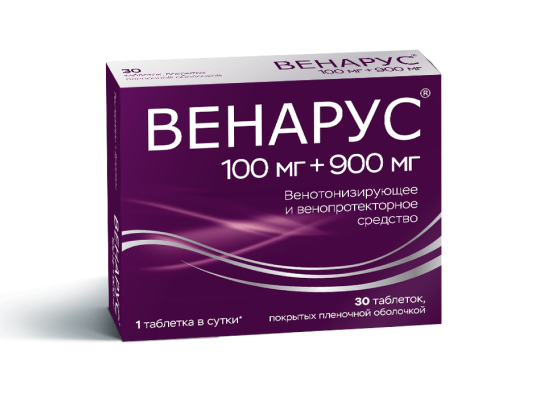 30
ВЕНАРУС
100 мг + 900 мг
ВЕНАРУС®
100 мг + 900 мг
Венотонизирующее
и венопротекторное
средство
30 таблеток,
покрытых пленочной оболочкой
1 таблетка в сутки*
ВЕНАРУС